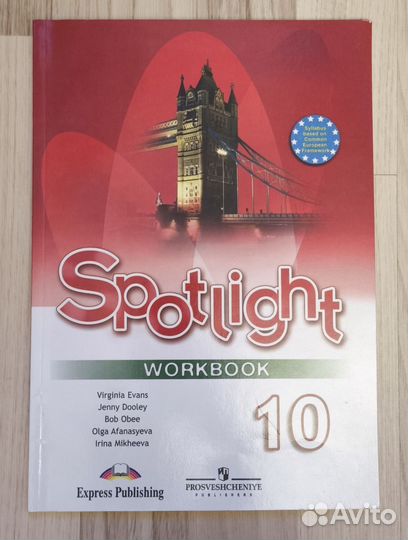 Syllabus
Based on
Common
European
Framework
Spotlight
WORKBOOK
Virginia Evans
Jenny Dooley
Bob Obee
Olga Afanasyeva
Irina Mikheeva
10
Express Publishing
PROSVESHCHENIYE
PUBLISHERS
Avito